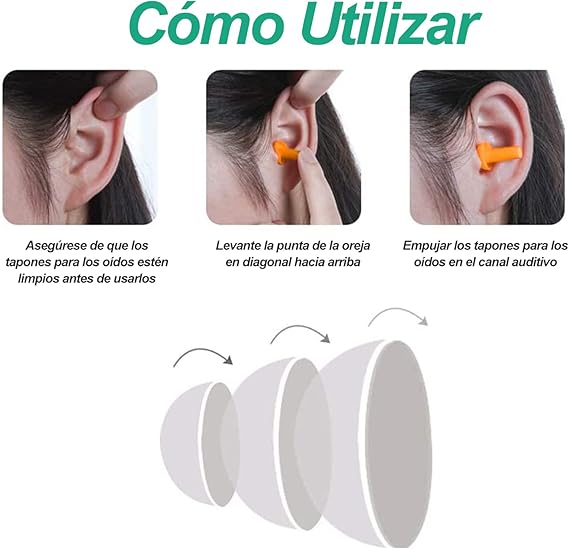 Cómo Utilizar
Asegúrese de que los
tapones para los oídos estén
limpios antes de usarlos
Levante la punta de la oreja
en diagonal hacia arriba
Empujar los tapones para los
oídos en el canal auditivo